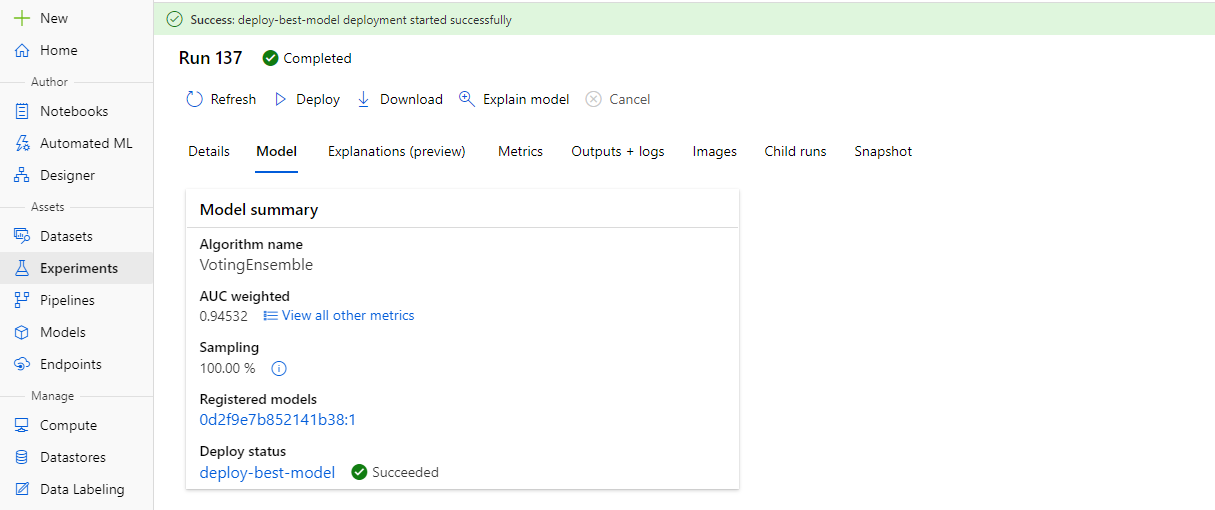 New
Home
Author
Notebooks
Automated ML
Designer
Assets
Datasets
Experiments
Pipelines
Models
Endpoints
Manage
Compute
Datastores
Data Labeling
Success: deploy-best-model deployment started successfully
Run 137 Completed
Refresh Deploy Download Explain model Cancel
Details Model Explanations (preview) Metrics Outputs + logs Images Child runs Snapshot
Model summary
Algorithm name
VotingEnsemble
AUC weighted
0.94532 View all other metrics
Sampling
100.00 %
Registered models
0d2f9e7b852141b38:1
Deploy status
deploy-best-model Succeeded